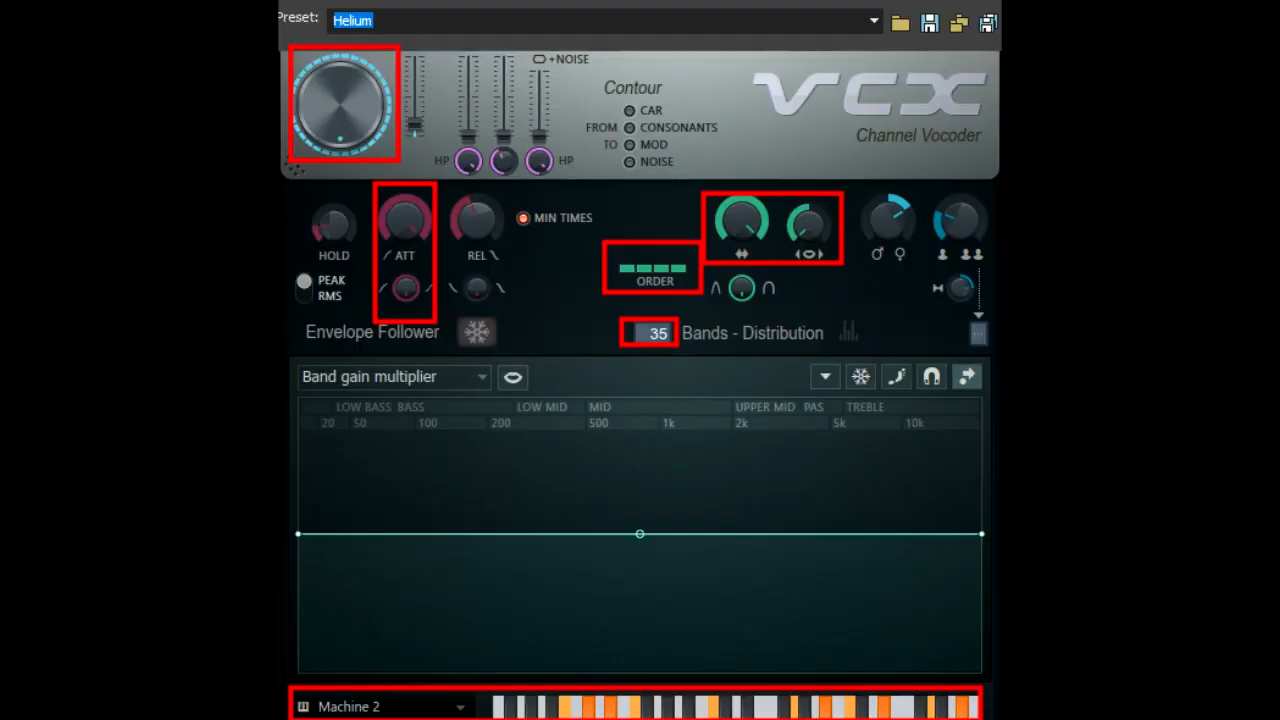 Preset: Helium
+NOISE
Contour
CAR
FROM CONSONANTS
TO MOD
NOISE
HP HP
VCX
Channel Vocoder
HOLD ATT REL MIN TIMES
PEAK
RMS
ORDER
Envelope Follower 35 Bands - Distribution
Band gain multiplier
LOW BASS BASS LOW MID MID UPPER MID PAS TREBLE
20 50 100 200 500 1k 2k 5k 10k
Machine 2